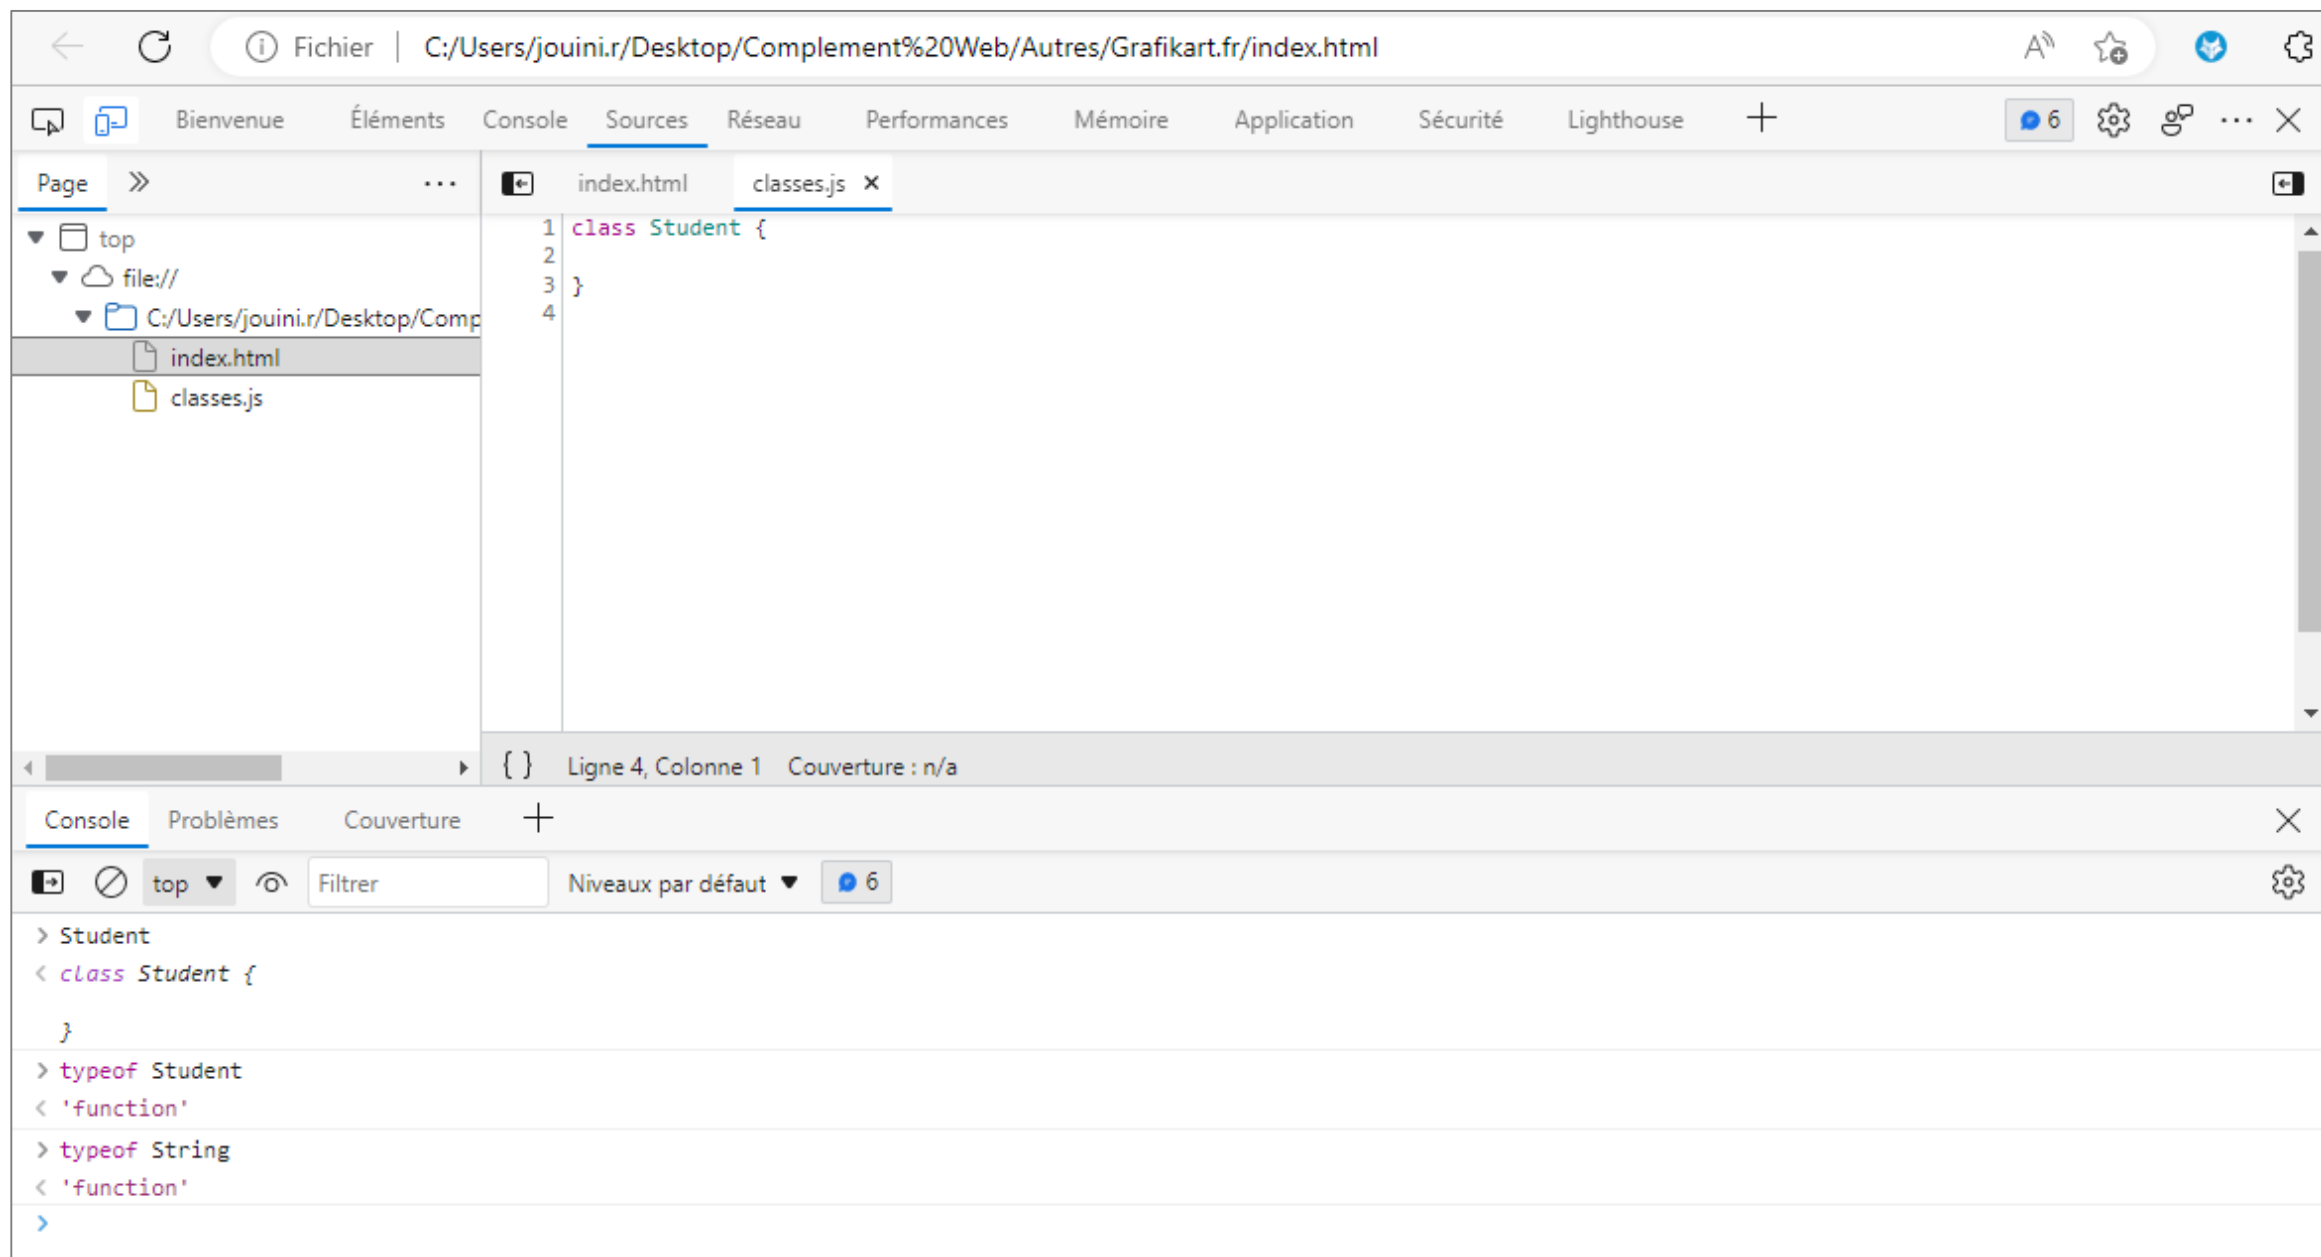 Fichier C:/Users/jouini.r/Desktop/Complement%20Web/Autres/Grafikart.fr/index.html
Bienvenue Éléments Console Sources Réseau Performances Mémoire Application Sécurité Lighthouse 6
Page index.html classes.js
top
file://
C:/Users/jouini.r/Desktop/Comp
index.html
classes.js
1 class Student {
2
3 }
4
{ } Ligne 4, Colonne 1 Couverture : n/a
Console Problèmes Couverture
top Filtrer Niveaux par défaut 6
> Student
< class Student {
}
> typeof Student
< 'function'
> typeof String
< 'function'
>